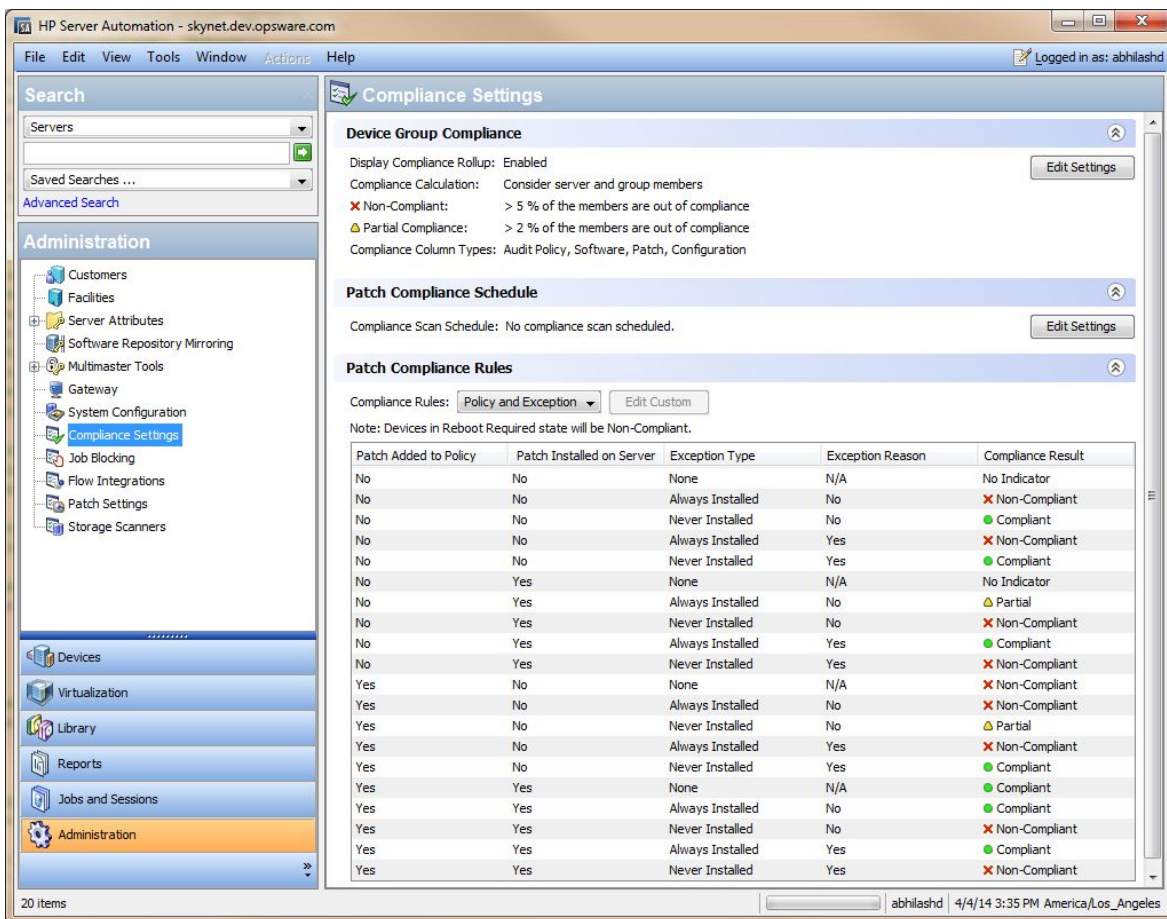 HP Server Automation - skynet.dev.opsware.com
File Edit View Tools Window Actions Help
Logged in as: abhilashd
Search
Servers
Saved Searches ...
Advanced Search
Administration
Customers
Facilities
Server Attributes
Software Repository Mirroring
Multimaster Tools
Gateway
System Configuration
Compliance Settings
Job Blocking
Flow Integrations
Patch Settings
Storage Scanners
Devices
Virtualization
Library
Reports
Jobs and Sessions
Administration
Compliance Settings
Device Group Compliance
Display Compliance Rollup: Enabled
Edit Settings
Compliance Calculation: Consider server and group members
Non-Compliant: > 5 % of the members are out of compliance
Partial Compliance: > 2 % of the members are out of compliance
Compliance Column Types: Audit Policy, Software, Patch, Configuration
Patch Compliance Schedule
Compliance Scan Schedule: No compliance scan scheduled.
Edit Settings
Patch Compliance Rules
Compliance Rules: Policy and Exception Edit Custom
Note: Devices in Reboot Required state will be Non-Compliant.
Patch Added to Policy Patch Installed on Server Exception Type Exception Reason Compliance Result
No No None N/A No Indicator
No No Always Installed No Non-Compliant
No No Never Installed No Compliant
No No Always Installed Yes Non-Compliant
No No Never Installed Yes Compliant
No Yes None N/A No Indicator
No Yes Always Installed No Partial
No Yes Never Installed No Non-Compliant
No Yes Always Installed Yes Compliant
No Yes Never Installed Yes Non-Compliant
Yes No None N/A Non-Compliant
Yes No Always Installed No Non-Compliant
Yes No Never Installed No Partial
Yes No Always Installed Yes Non-Compliant
Yes No Never Installed Yes Compliant
Yes Yes None N/A Compliant
Yes Yes Always Installed No Compliant
Yes Yes Never Installed No Non-Compliant
Yes Yes Always Installed Yes Compliant
Yes Yes Never Installed Yes Non-Compliant
20 items
abhilashd 4/4/14 3:35 PM America/Los_Angeles